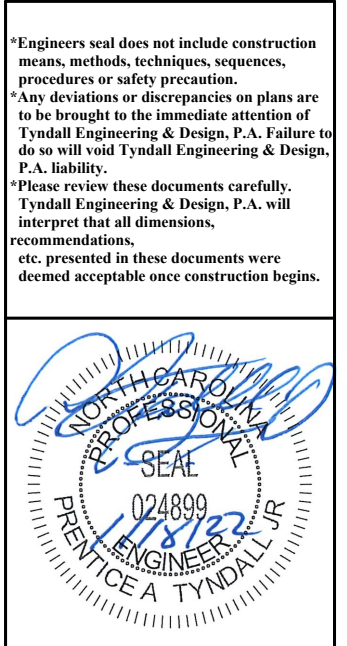 *Engineers seal does not include construction
means, methods, techniques, sequences,
procedures or safety precaution.
*Any deviations or discrepancies on plans are
to be brought to the immediate attention of
Tyndall Engineering & Design, P.A. Failure to
do so will void Tyndall Engineering & Design,
P.A. liability.
*Please review these documents carefully.
Tyndall Engineering & Design, P.A. will
interpret that all dimensions,
recommendations,
etc. presented in these documents were
deemed acceptable once construction begins.
NORTH CAROLINA
PROFESSIONAL
SEAL
024899
1/18/22
ENGINEER
PRENTICE A TYNDALL JR